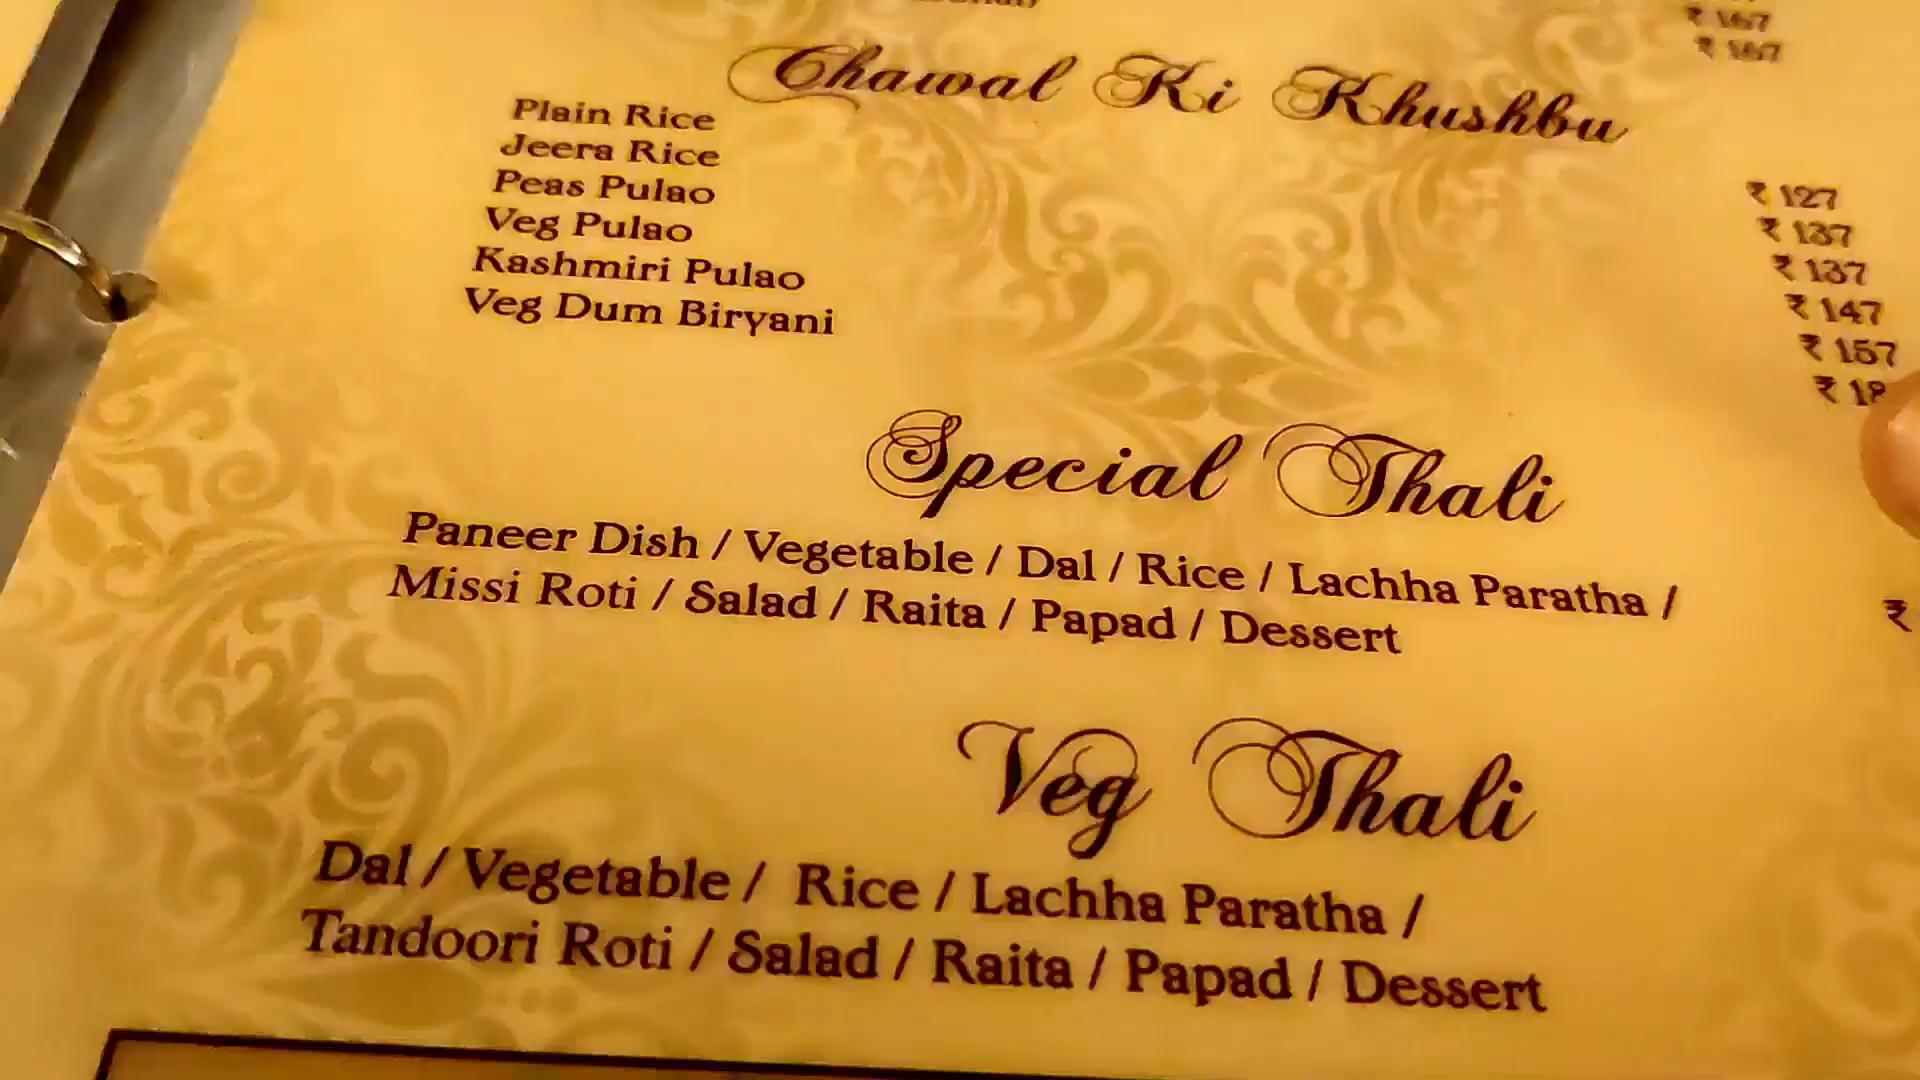 ₹ 167
₹ 167
Chawal Ki Khushbu
Plain Rice ₹ 127
Jeera Rice ₹ 137
Peas Pulao ₹ 137
Veg Pulao ₹ 147
Kashmiri Pulao ₹ 157
Veg Dum Biryani ₹ 18
Special Thali
Paneer Dish / Vegetable / Dal / Rice / Lachha Paratha /
Missi Roti / Salad / Raita / Papad / Dessert ₹
Veg Thali
Dal / Vegetable / Rice / Lachha Paratha /
Tandoori Roti / Salad / Raita / Papad / Dessert